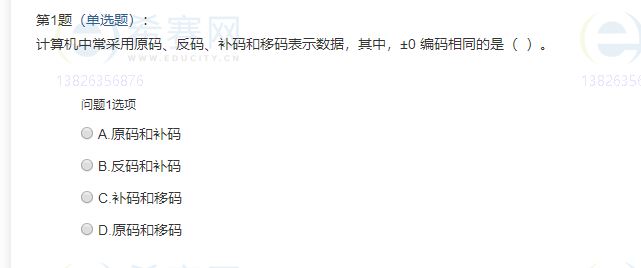 第1题（单选题）：
计算机中常采用原码、反码、补码和移码表示数据，其中，±0 编码相同的是（ ）。
希赛网
WWW.EDUCITY.CN
13826356876
13826356
问题1选项
A.原码和补码
B.反码和补码
C.补码和移码
D.原码和移码